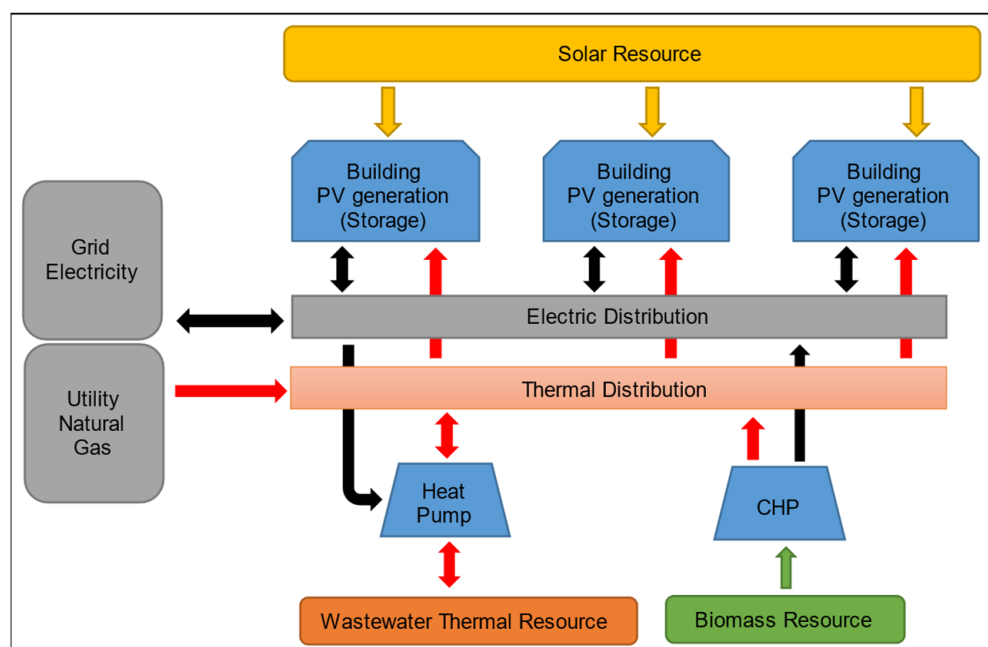 Solar Resource
Building
PV generation
(Storage)
Building
PV generation
(Storage)
Building
PV generation
(Storage)
Grid
Electricity
Electric Distribution
Utility
Natural
Gas
Thermal Distribution
Heat
Pump
CHP
Wastewater Thermal Resource
Biomass Resource